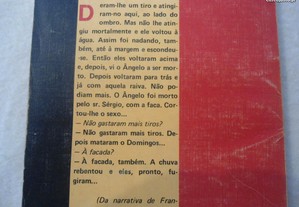 Deram-lhe um tiro e atingi-
ram-no aqui, ao lado do
ombro. Mas não lhe atin-
giu mortalmente e ele voltou à
água. Assim foi nadando, tam-
bém, até á margem e escondeu-
-se. Então eles voltaram acima
e, depois, vi o Ângelo a ser mor-
to. Depois voltaram para trás e
já com aquela raiva. Não po-
diam mais. O Ângelo foi morto
pelo sr. Sérgio, com a faca. Cor-
tou-lhe o sexo...
— Não gastaram mais tiros?
— Não gastaram mais tiros. De-
pois mataram o Domingos...
— À facada?
— À facada, também. A chuva
rebentou e eles, pronto, fu-
giram...
(Da narrativa de Fran-